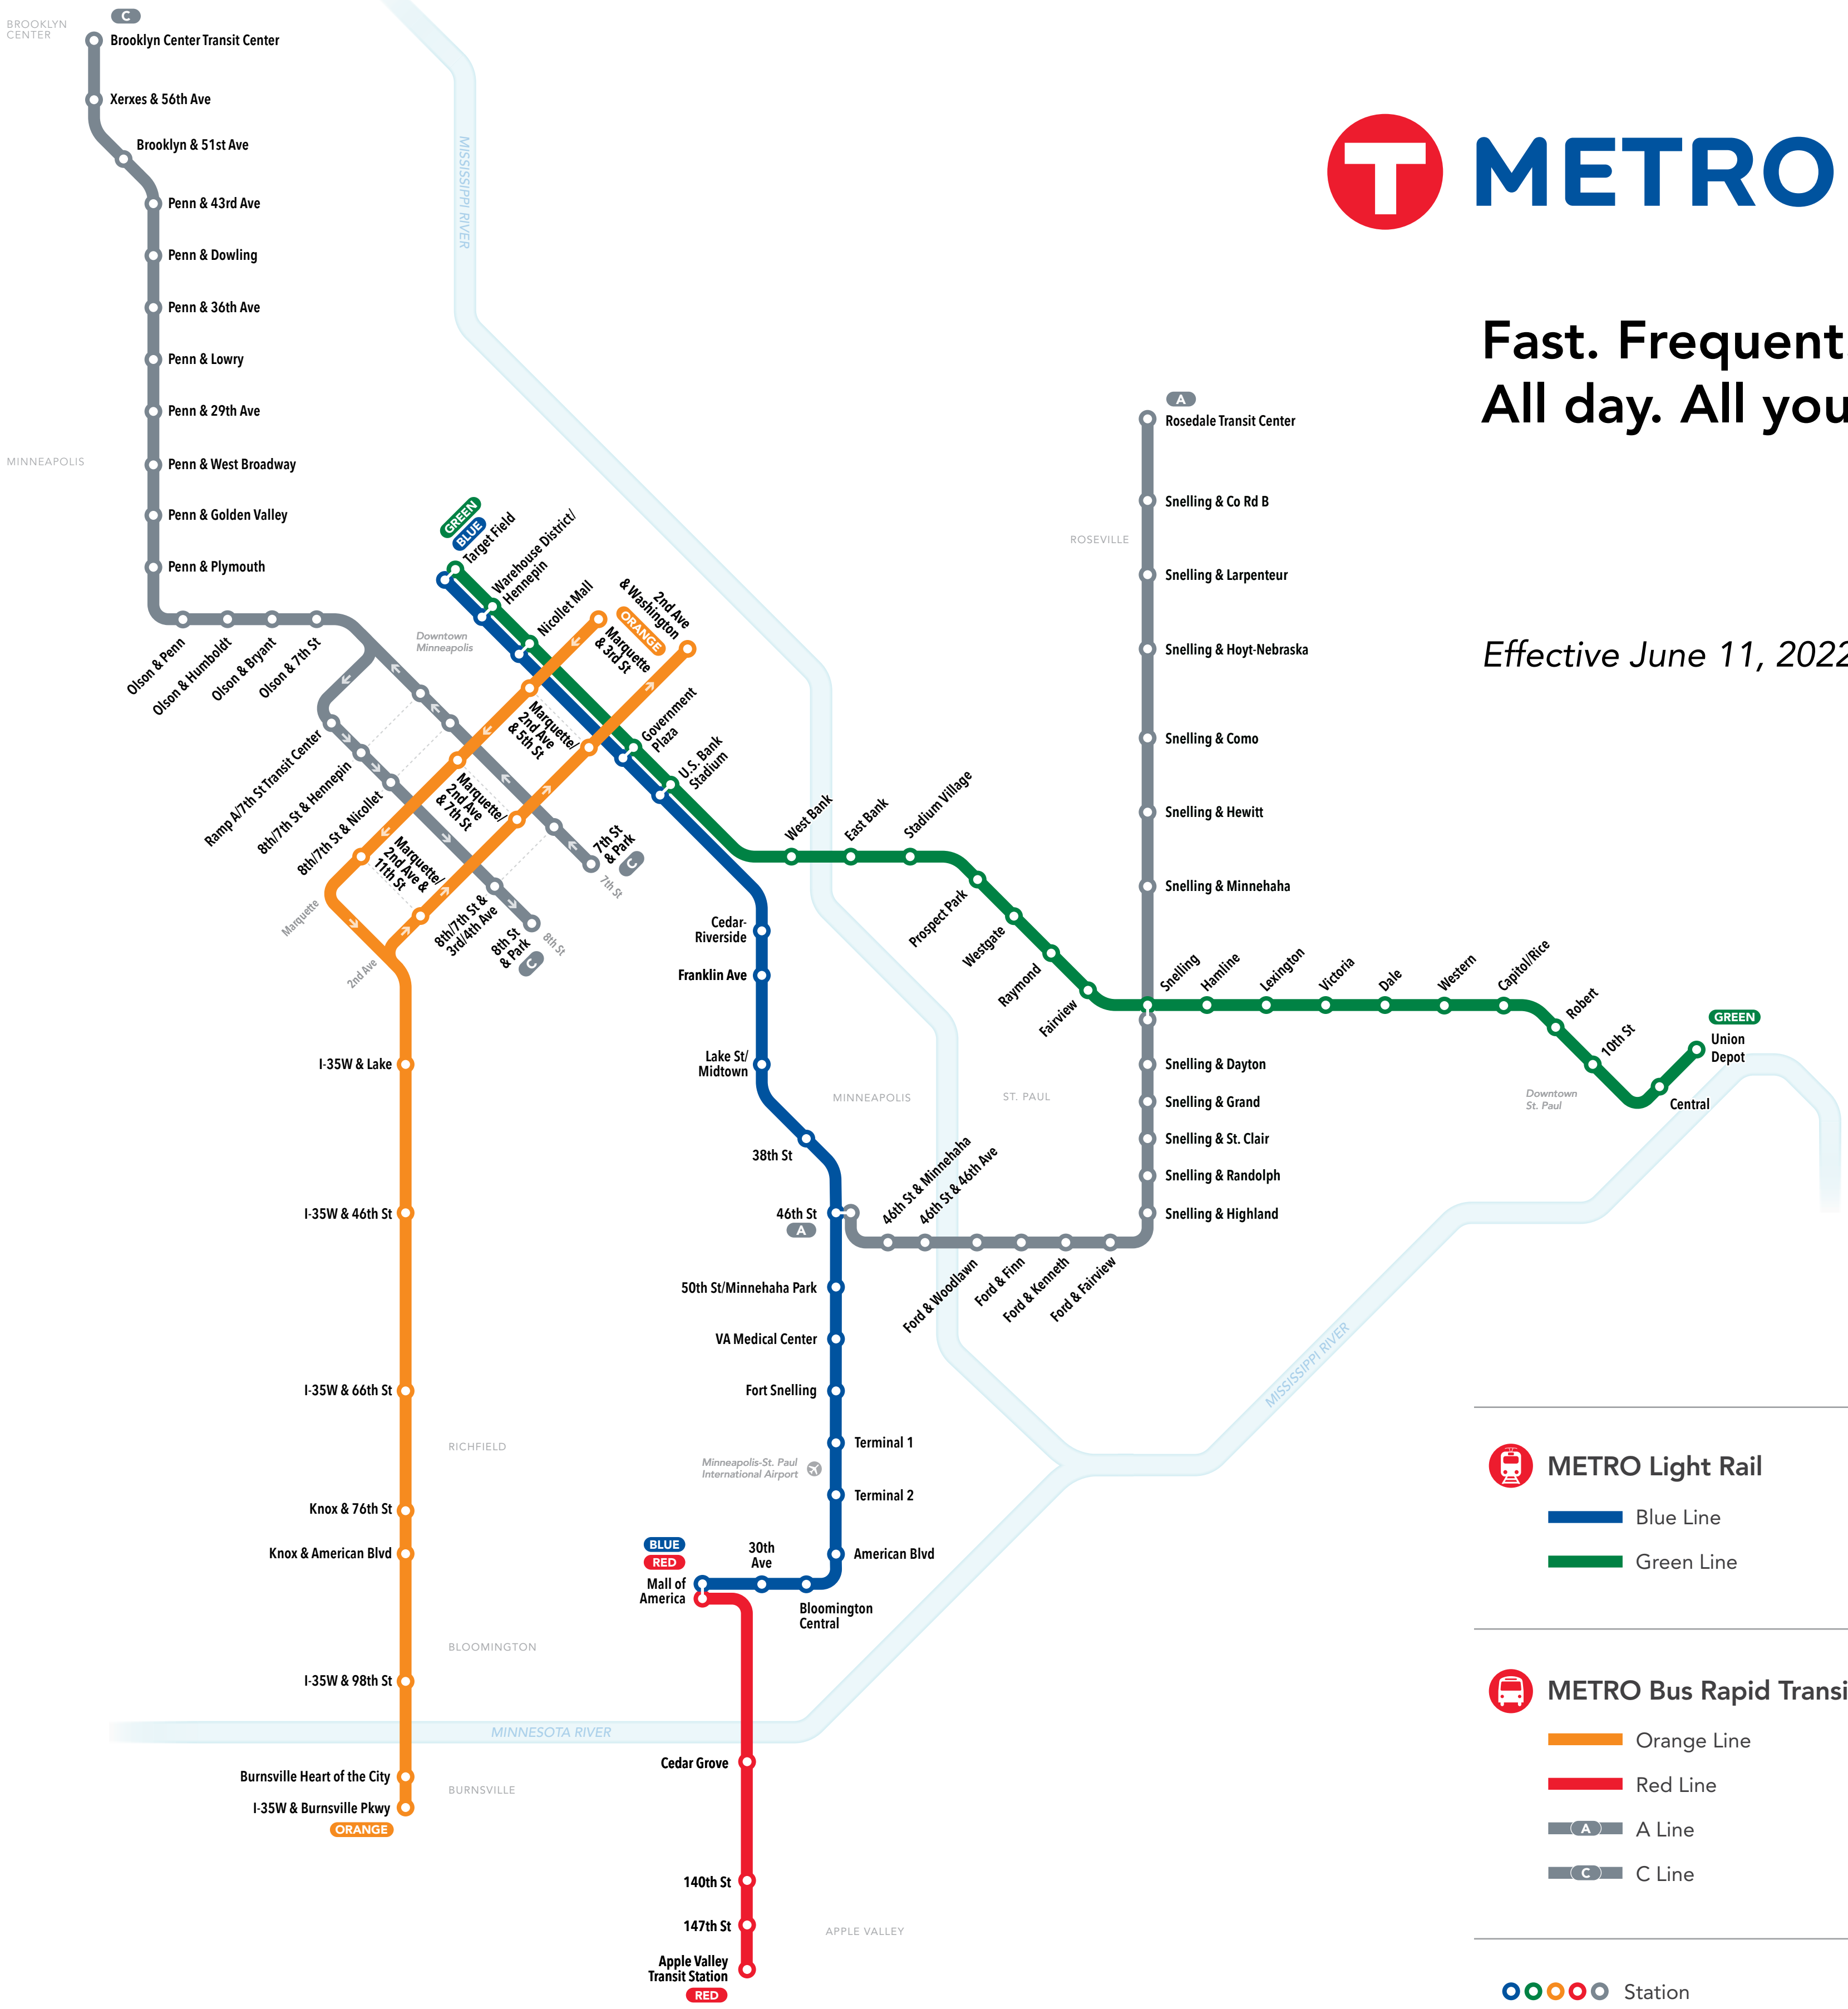 C
BROOKLYN
CENTER
Brooklyn Center Transit Center
Xerxes & 56th Ave
Brooklyn & 51st Ave
Penn & 43rd Ave
Penn & Dowling
Penn & 36th Ave
Penn & Lowry
Penn & 29th Ave
MINNEAPOLIS
Penn & West Broadway
Penn & Golden Valley
Penn & Plymouth
Olson & Penn
Olson & Humboldt
Olson & Bryant
Olson & 7th St
Ramp A/7th St Transit Center
8th/7th St & Hennepin
8th/7th St & Nicollet
8th/7th St &
3rd/4th Ave
8th St
& Park
C
8th St
7th St
& Park
C
7th St
MISSISSIPPI RIVER
T METRO
Fast. Frequent
All day. All you
Effective June 11, 2022
GREEN
BLUE
Target Field
Warehouse District/
Hennepin
Nicollet Mall
Downtown
Minneapolis
Government
Plaza
U.S. Bank
Stadium
2nd Ave
& Washington
ORANGE
Marquette
& 3rd St
Marquette/
2nd Ave
& 5th St
Marquette/
2nd Ave
& 7th St
Marquette/
2nd Ave &
11th St
Marquette
2nd Ave
I-35W & Lake
I-35W & 46th St
I-35W & 66th St
RICHFIELD
Knox & 76th St
Knox & American Blvd
BLOOMINGTON
I-35W & 98th St
MINNESOTA RIVER
Burnsville Heart of the City
BURNSVILLE
I-35W & Burnsville Pkwy
ORANGE
West Bank
East Bank
Stadium Village
Prospect Park
Westgate
Raymond
Fairview
Snelling
Hamline
Lexington
Victoria
Dale
Western
Capitol/Rice
Robert
10th St
Central
GREEN
Union
Depot
Downtown
St. Paul
Cedar-
Riverside
Franklin Ave
Lake St/
Midtown
MINNEAPOLIS
ST. PAUL
38th St
46th St
A
50th St/Minnehaha Park
VA Medical Center
Fort Snelling
Terminal 1
Minneapolis-St. Paul
International Airport
Terminal 2
American Blvd
Bloomington
Central
30th
Ave
BLUE
RED
Mall of
America
Cedar Grove
140th St
147th St
APPLE VALLEY
Apple Valley
Transit Station
RED
A
Rosedale Transit Center
Snelling & Co Rd B
ROSEVILLE
Snelling & Larpenteur
Snelling & Hoyt-Nebraska
Snelling & Como
Snelling & Hewitt
Snelling & Minnehaha
Snelling & Dayton
Snelling & Grand
Snelling & St. Clair
Snelling & Randolph
Snelling & Highland
46th St & Minnehaha
46th St & 46th Ave
Ford & Woodlawn
Ford & Finn
Ford & Kenneth
Ford & Fairview
MISSISSIPPI RIVER
METRO Light Rail
Blue Line
Green Line
METRO Bus Rapid Transi
Orange Line
Red Line
A A Line
C C Line
Station